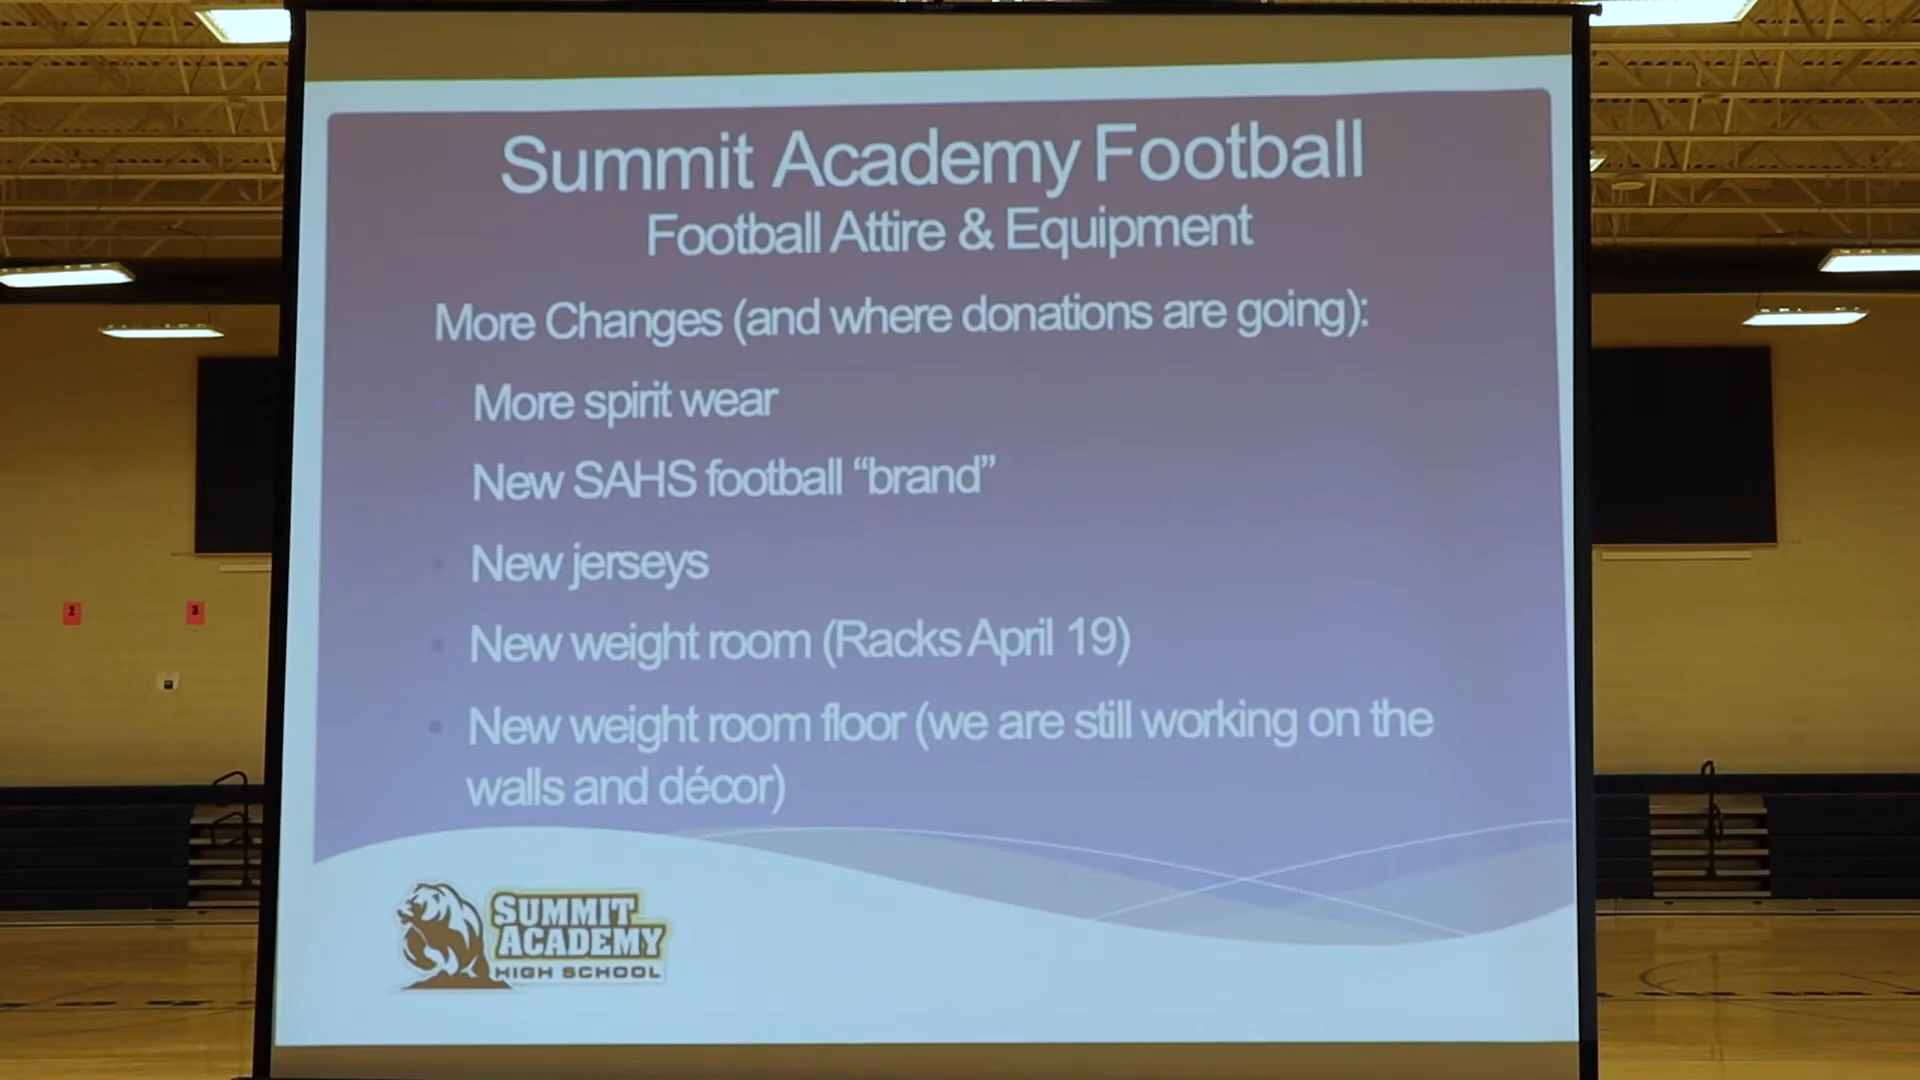 Summit Academy Football
Football Attire & Equipment
More Changes (and where donations are going):
More spirit wear
New SAHS football “brand”
New jerseys
New weight room (Racks April 19)
New weight room floor (we are still working on the
walls and décor)
SUMMIT
ACADEMY
HIGH SCHOOL
2
3